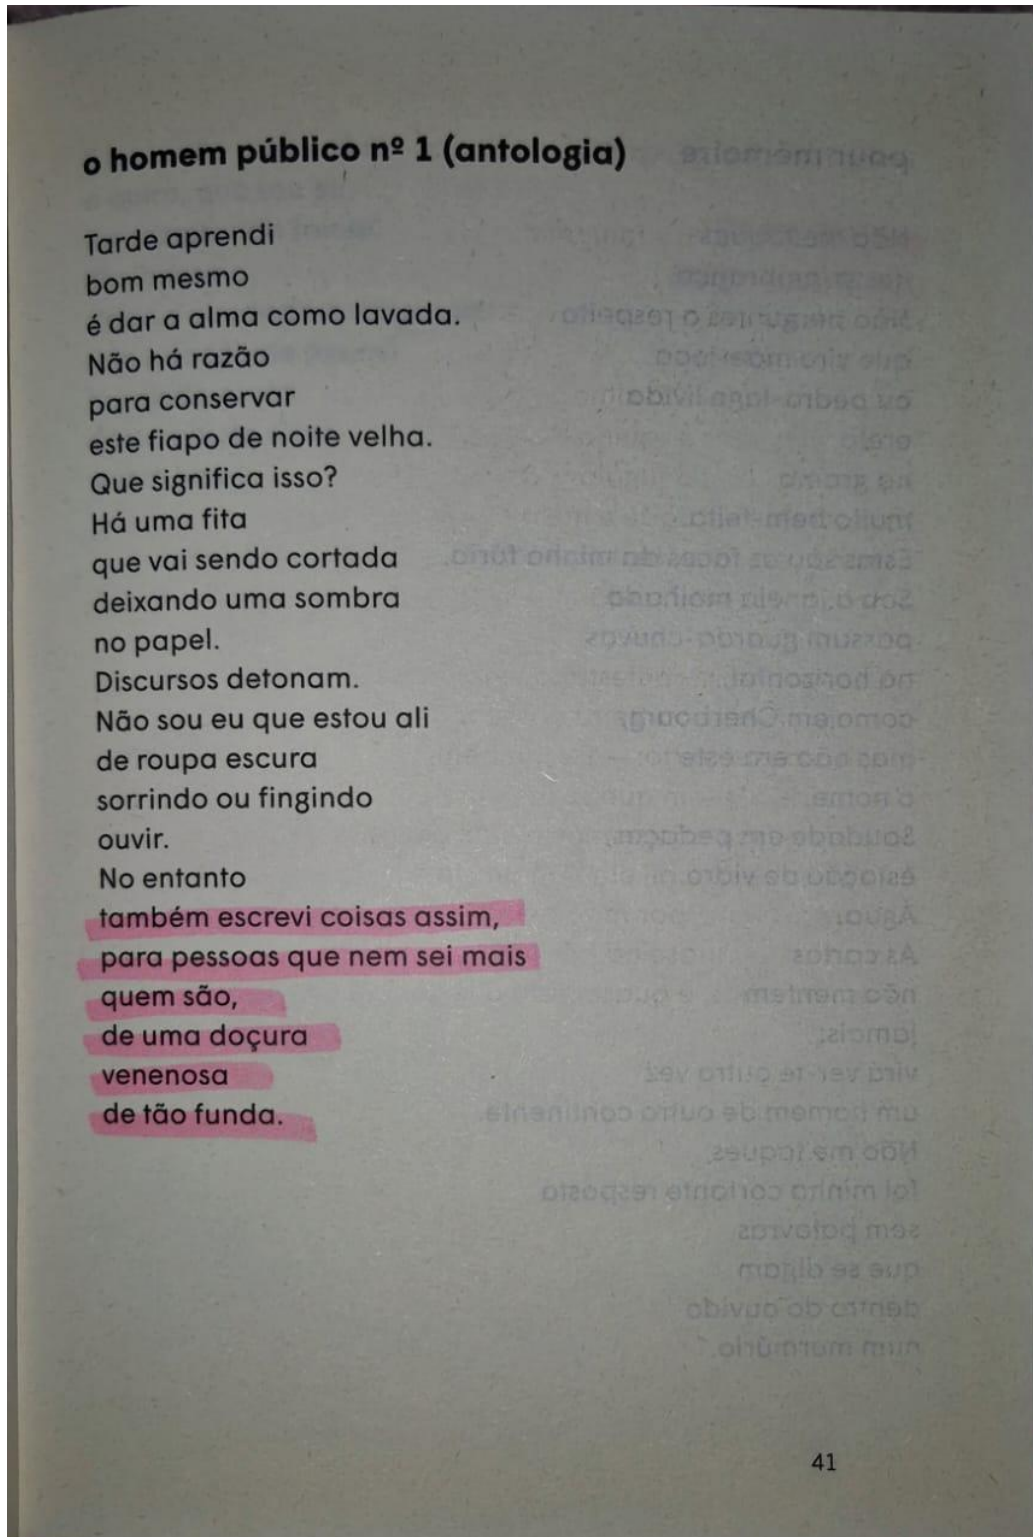 o homem público nº 1 (antologia)
Tarde aprendi
bom mesmo
é dar a alma como lavada.
Não há razão
para conservar
este fiapo de noite velha.
Que significa isso?
Há uma fita
que vai sendo cortada
deixando uma sombra
no papel.
Discursos detonam.
Não sou eu que estou ali
de roupa escura
sorrindo ou fingindo
ouvir.
No entanto
também escrevi coisas assim,
para pessoas que nem sei mais
quem são,
de uma doçura
venenosa
de tão funda.
41